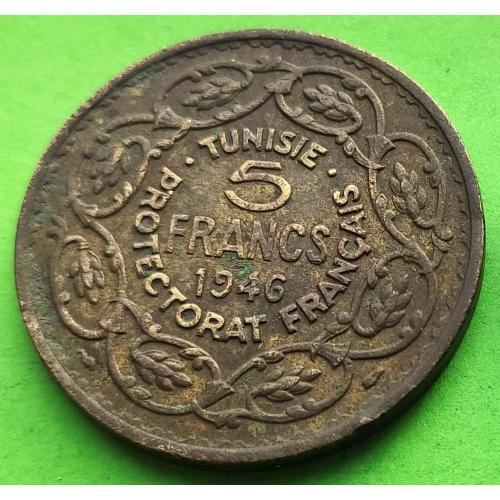 · TUNISIE ·
5
FRANCS
1946
PROTECTORAT FRANÇAIS